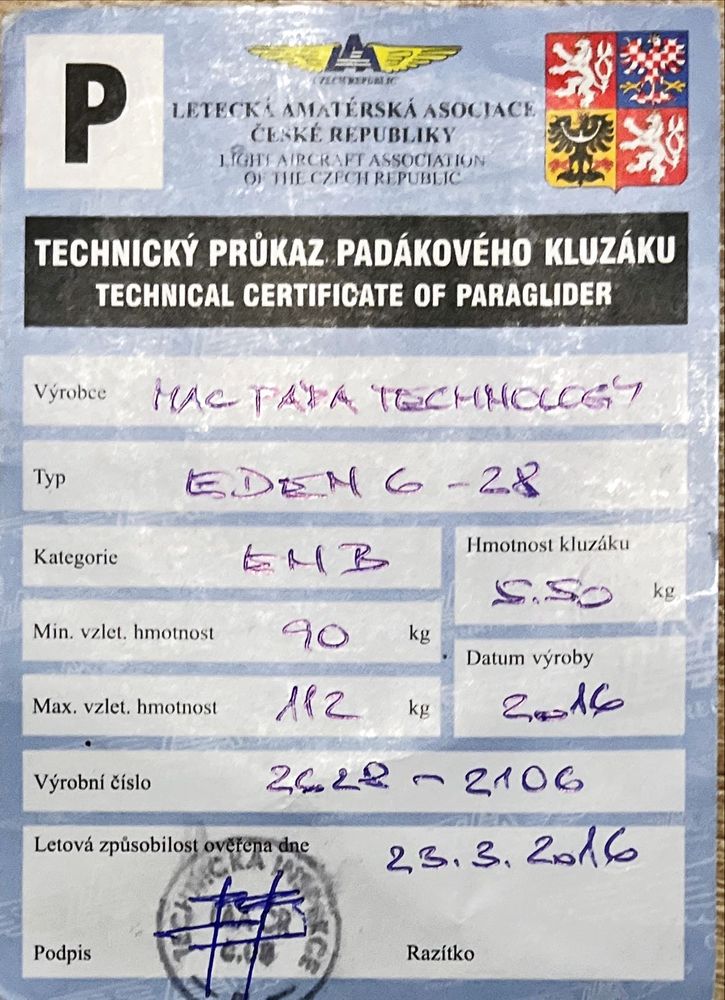 P
CZECH REPUBLIC
LETECKÁ AMATÉRSKÁ ASOCIACE
ČESKÉ REPUBLIKY
LIGHT AIRCRAFT ASSOCIATION
OF THE CZECH REPUBLIC
TECHNICKÝ PRŮKAZ PADÁKOVÉHO KLUZÁKU
TECHNICAL CERTIFICATE OF PARAGLIDER
Výrobce MAC PARA TECHNOLOGY
Typ EDEN 6 - 28
Kategorie EN B
Hmotnost kluzáku 5.50 kg
Min. vzlet. hmotnost 90 kg
Max. vzlet. hmotnost 112 kg
Datum výroby 2016
Výrobní číslo 2628 - 2106
Letová způsobilost ověřena dne 23.3.2016
TECHNICKÁ
Podpis Razítko